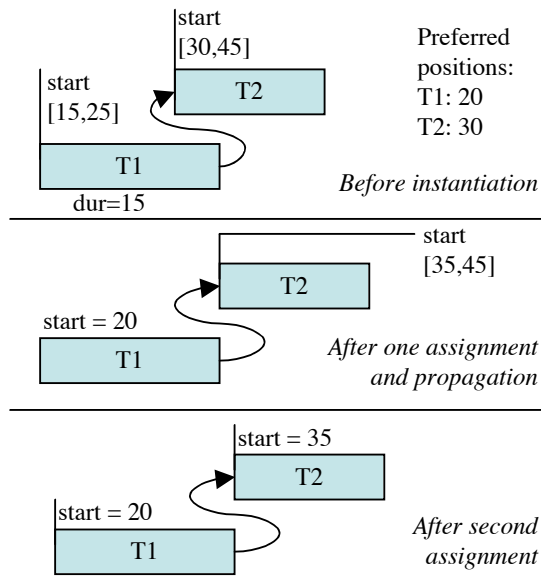 start
[30,45]
Preferred
positions:
T1: 20
T2: 30
start
[15,25]
T2
T1
Before instantiation
dur=15
start
[35,45]
T2
start = 20
T1
After one assignment
and propagation
start = 35
T2
start = 20
T1
After second
assignment